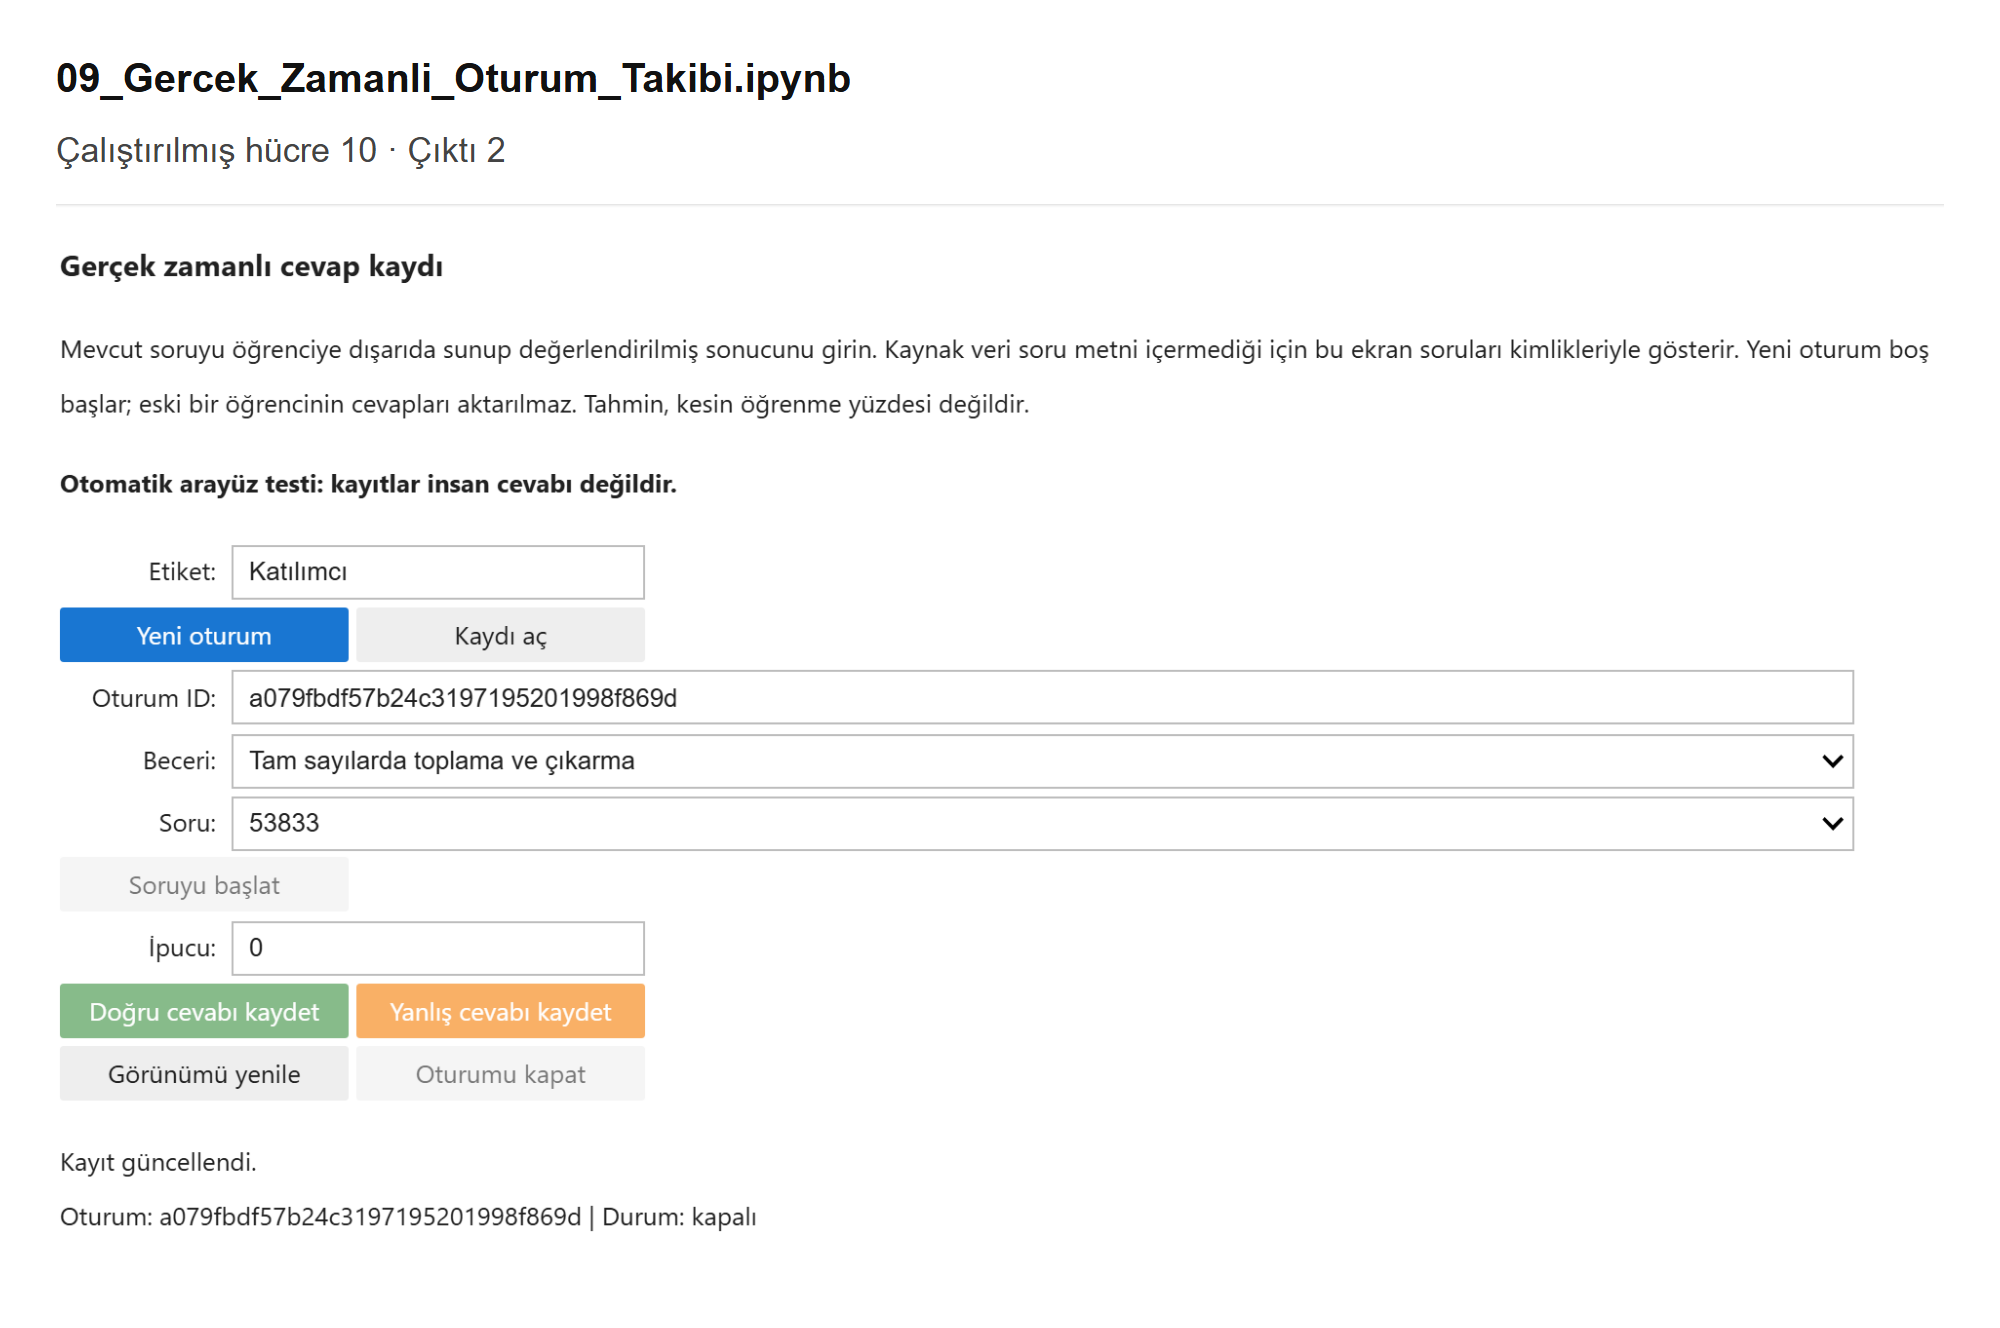 09_Gercek_Zamanli_Oturum_Takibi.ipynb
Çalıştırılmış hücre 10 · Çıktı 2
Gerçek zamanlı cevap kaydı
Mevcut soruyu öğrenciye dışarıda sunup değerlendirilmiş sonucunu girin. Kaynak veri soru metni içermediği için bu ekran soruları kimlikleriyle gösterir. Yeni oturum boş
başlar; eski bir öğrencinin cevapları aktarılmaz. Tahmin, kesin öğrenme yüzdesi değildir.
Otomatik arayüz testi: kayıtlar insan cevabı değildir.
Etiket: Katılımcı
Yeni oturum Kaydı aç
Oturum ID: a079fbdf57b24c3197195201998f869d
Beceri: Tam sayılarda toplama ve çıkarma
Soru: 53833
Soruyu başlat
İpucu: 0
Doğru cevabı kaydet Yanlış cevabı kaydet
Görünümü yenile Oturumu kapat
Kayıt güncellendi.
Oturum: a079fbdf57b24c3197195201998f869d | Durum: kapalı